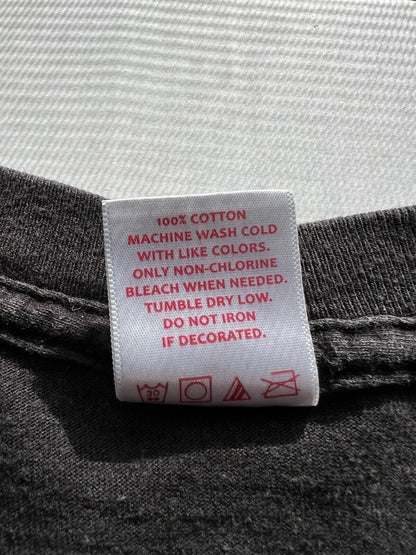 100% COTTON
MACHINE WASH COLD
WITH LIKE COLORS.
ONLY NON-CHLORINE
BLEACH WHEN NEEDED.
TUMBLE DRY LOW.
DO NOT IRON
IF DECORATED.
30